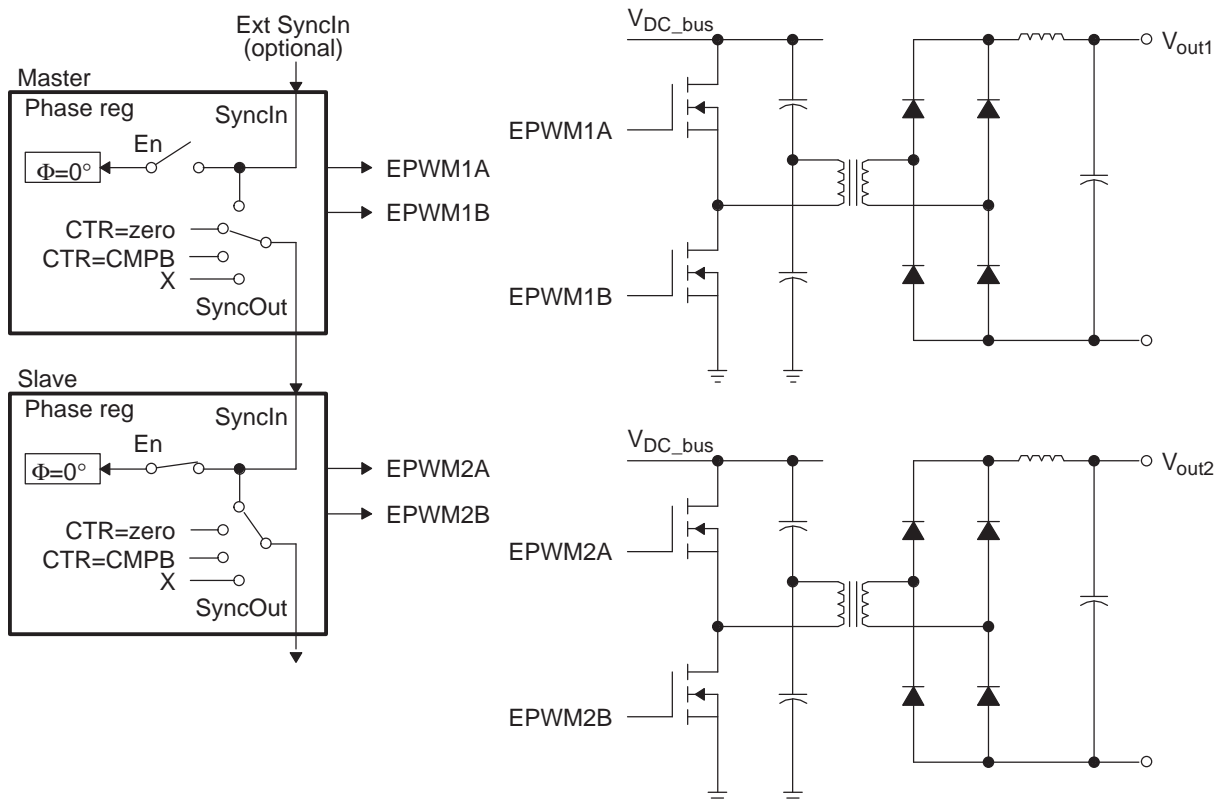 Ext SyncIn
(optional)
Master
Phase reg
SyncIn
En
Φ=0°
EPWM1A
EPWM1B
CTR=zero
CTR=CMPB
X
SyncOut
Slave
Phase reg
SyncIn
En
Φ=0°
EPWM2A
EPWM2B
CTR=zero
CTR=CMPB
X
SyncOut
VDC_bus
Vout1
EPWM1A
EPWM1B
VDC_bus
Vout2
EPWM2A
EPWM2B